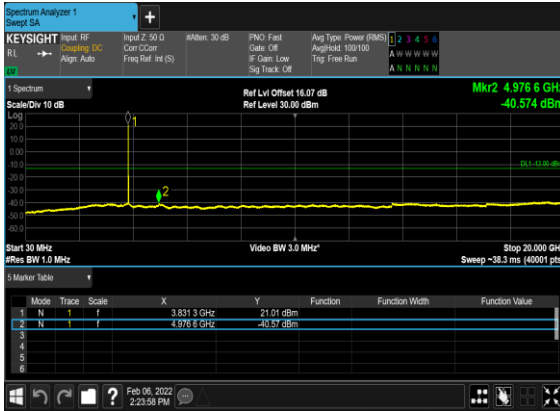 Spectrum Analyzer 1
Swept SA
KEYSIGHT
RL
Input: RF
Coupling: DC
Align: Auto
Input Z: 50 Ω
Corr CCorr
Freq Ref: Int (S)
#Atten: 30 dB
PNO: Fast
Gate: Off
IF Gain: Low
Sig Track: Off
Avg Type: Power (RMS)
Avg|Hold: 100/100
Trig: Free Run
1 2 3 4 5 6
A W W W W W
A N N N N N
1 Spectrum
Scale/Div 10 dB
Ref Lvl Offset 16.07 dB
Ref Level 30.00 dBm
Mkr2 4.976 6 GHz
-40.574 dBm
Log
20.0
10.0
0.00
-10.0
-20.0
-30.0
-40.0
-50.0
-60.0
1
2
DL1 -13.00 dBm
Start 30 MHz
#Res BW 1.0 MHz
Video BW 3.0 MHz*
Stop 20.000 GH
Sweep ~38.3 ms (40001 pts
5 Marker Table
Mode Trace Scale X Y Function Function Width Function Value
1 N 1 f 3.831 3 GHz 21.01 dBm
2 N 1 f 4.976 6 GHz -40.57 dBm
3
4
5
6
?
Feb 06, 2022
2:23:58 PM